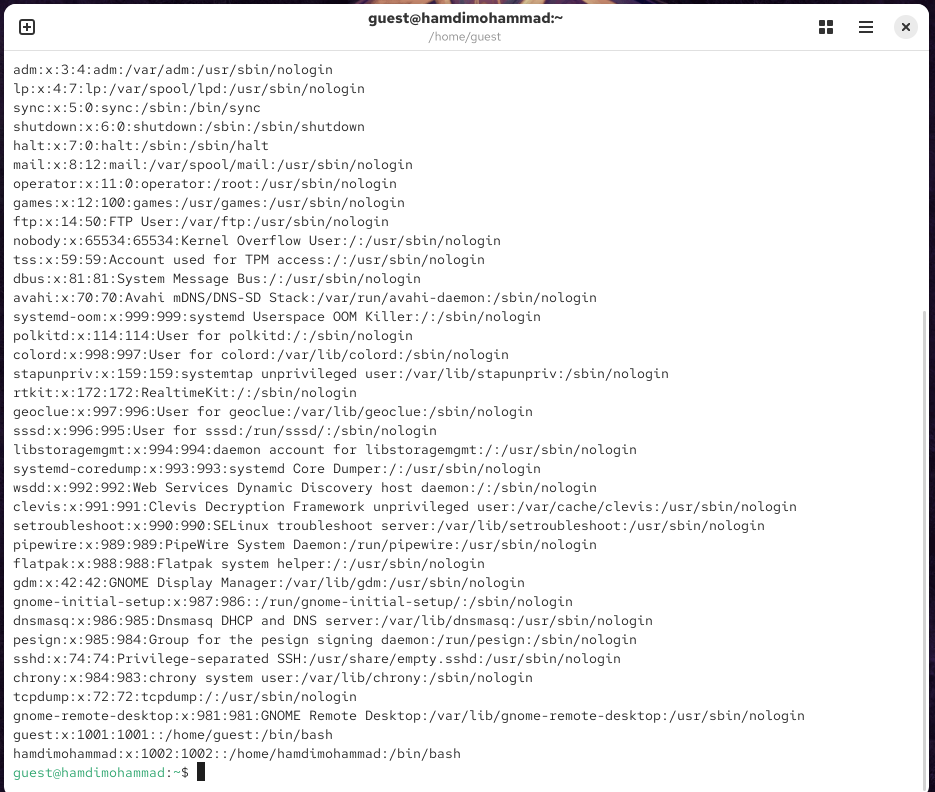 guest@hamdimohammad:~
/home/guest
adm:x:3:4:adm:/var/adm:/usr/sbin/nologin
lp:x:4:7:lp:/var/spool/lpd:/usr/sbin/nologin
sync:x:5:0:sync:/sbin:/bin/sync
shutdown:x:6:0:shutdown:/sbin:/sbin/shutdown
halt:x:7:0:halt:/sbin:/sbin/halt
mail:x:8:12:mail:/var/spool/mail:/usr/sbin/nologin
operator:x:11:0:operator:/root:/usr/sbin/nologin
games:x:12:100:games:/usr/games:/usr/sbin/nologin
ftp:x:14:50:FTP User:/var/ftp:/usr/sbin/nologin
nobody:x:65534:65534:Kernel Overflow User:/:/usr/sbin/nologin
tss:x:59:59:Account used for TPM access:/:/usr/sbin/nologin
dbus:x:81:81:System Message Bus:/:/usr/sbin/nologin
avahi:x:70:70:Avahi mDNS/DNS-SD Stack:/var/run/avahi-daemon:/sbin/nologin
systemd-oom:x:999:999:systemd Userspace OOM Killer:/:/usr/sbin/nologin
polkitd:x:114:114:User for polkitd:/:/sbin/nologin
colord:x:998:997:User for colord:/var/lib/colord:/sbin/nologin
stapunpriv:x:159:159:systemtap unprivileged user:/var/lib/stapunpriv:/sbin/nologin
rtkit:x:172:172:RealtimeKit:/:/sbin/nologin
geoclue:x:997:996:User for geoclue:/var/lib/geoclue:/sbin/nologin
sssd:x:996:995:User for sssd:/run/sssd/:/sbin/nologin
libstoragemgmt:x:994:994:daemon account for libstoragemgmt:/:/usr/sbin/nologin
systemd-coredump:x:993:993:systemd Core Dumper:/:/usr/sbin/nologin
wsdd:x:992:992:Web Services Dynamic Discovery host daemon:/:/sbin/nologin
clevis:x:991:991:Clevis Decryption Framework unprivileged user:/var/cache/clevis:/usr/sbin/nologin
setroubleshoot:x:990:990:SELinux troubleshoot server:/var/lib/setroubleshoot:/usr/sbin/nologin
pipewire:x:989:989:PipeWire System Daemon:/run/pipewire:/usr/sbin/nologin
flatpak:x:988:988:Flatpak system helper:/:/usr/sbin/nologin
gdm:x:42:42:GNOME Display Manager:/var/lib/gdm:/usr/sbin/nologin
gnome-initial-setup:x:987:986::/run/gnome-initial-setup/:/sbin/nologin
dnsmasq:x:986:985:Dnsmasq DHCP and DNS server:/var/lib/dnsmasq:/usr/sbin/nologin
pesign:x:985:984:Group for the pesign signing daemon:/run/pesign:/sbin/nologin
sshd:x:74:74:Privilege-separated SSH:/usr/share/empty.sshd:/usr/sbin/nologin
chrony:x:984:983:chrony system user:/var/lib/chrony:/sbin/nologin
tcpdump:x:72:72:tcpdump:/:/usr/sbin/nologin
gnome-remote-desktop:x:981:981:GNOME Remote Desktop:/var/lib/gnome-remote-desktop:/usr/sbin/nologin
guest:x:1001:1001::/home/guest:/bin/bash
hamdimohammad:x:1002:1002::/home/hamdimohammad:/bin/bash
guest@hamdimohammad:~$